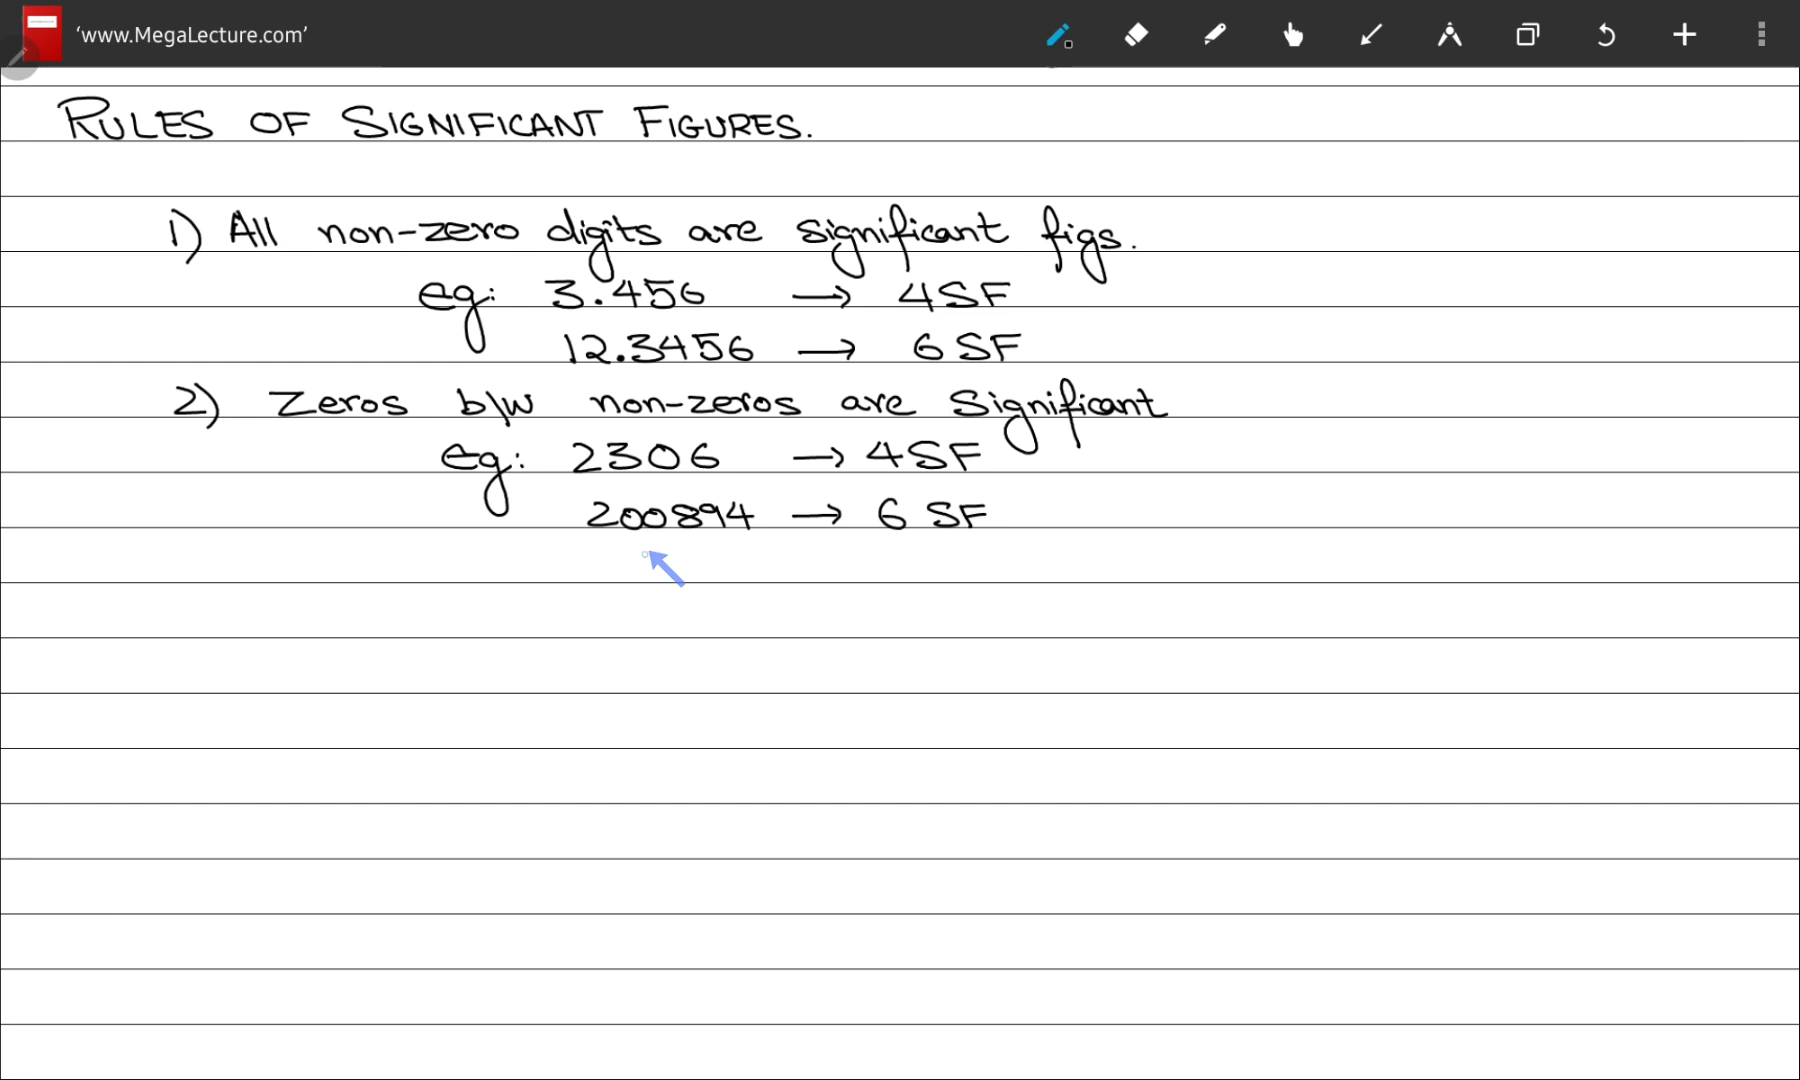 ‘www.MegaLecture.com’
RULES OF SIGNIFICANT FIGURES.
1) All non-zero digits are significant figs.
eg: 3.456 → 4SF
12.3456 → 6 SF
2) Zeros b\w non-zeros are Significant
eg: 2306 → 4SF
200894 → 6 SF